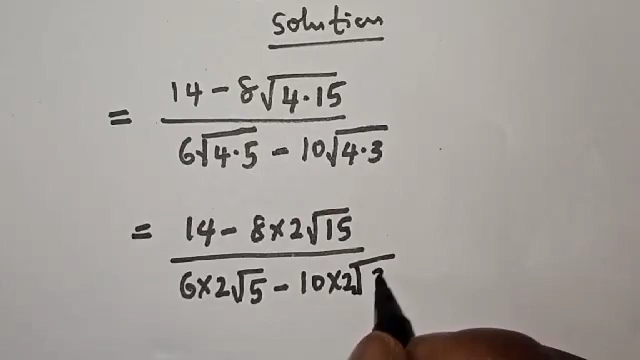 Solution
= (14 - 8√(4·15)) / (6√(4·5) - 10√(4·3))
= (14 - 8×2√15) / (6×2√5 - 10×2√3)